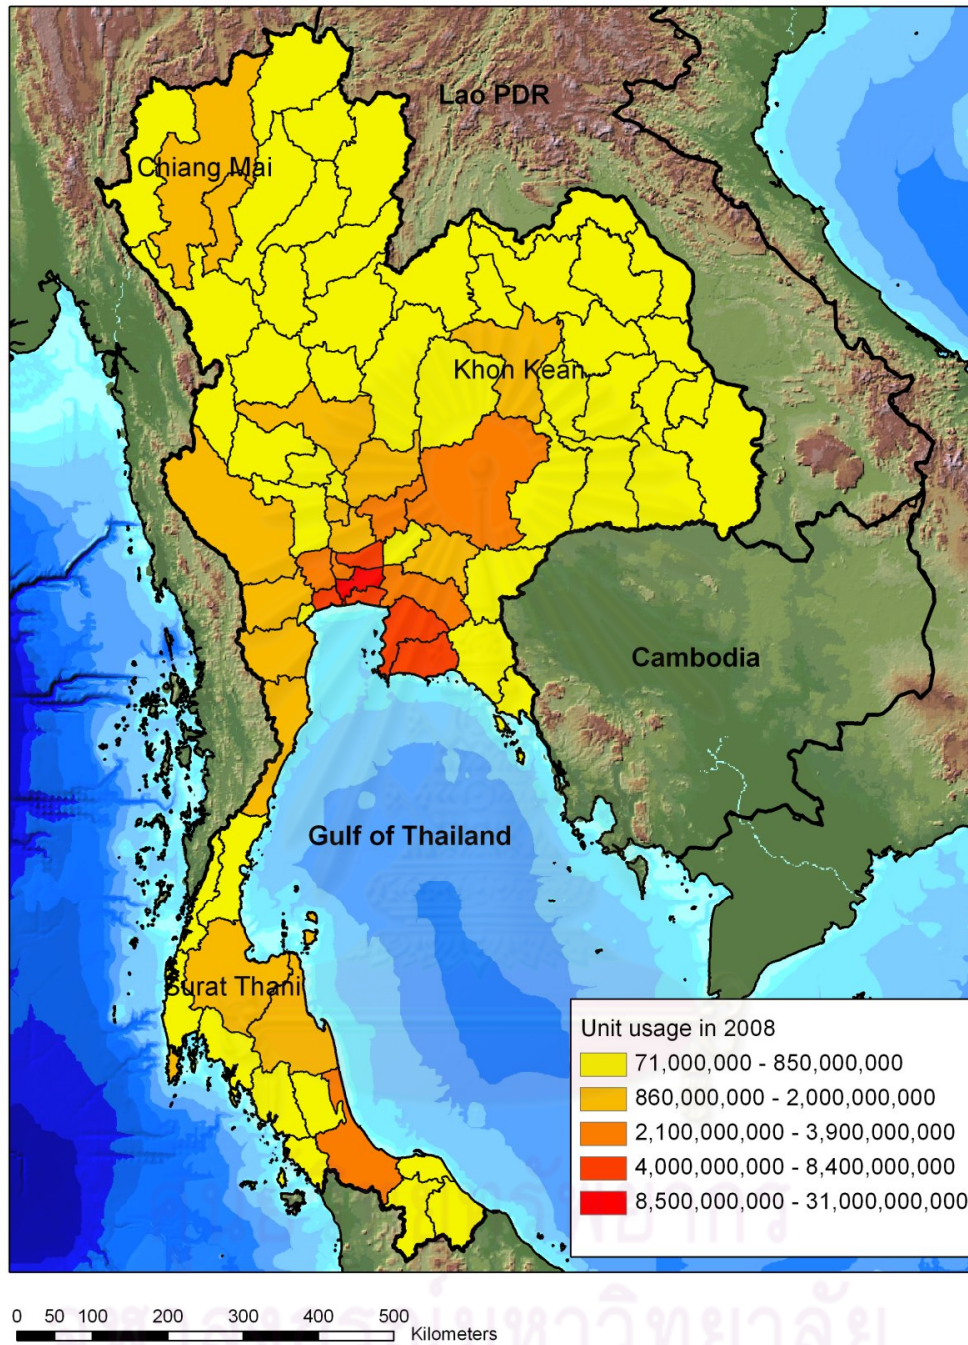 Lao PDR
Chiang Mai
Khon Kean
Cambodia
Gulf of Thailand
Surat Thani
Unit usage in 2008
71,000,000 - 850,000,000
860,000,000 - 2,000,000,000
2,100,000,000 - 3,900,000,000
4,000,000,000 - 8,400,000,000
8,500,000,000 - 31,000,000,000
0 50 100 200 300 400 500
Kilometers